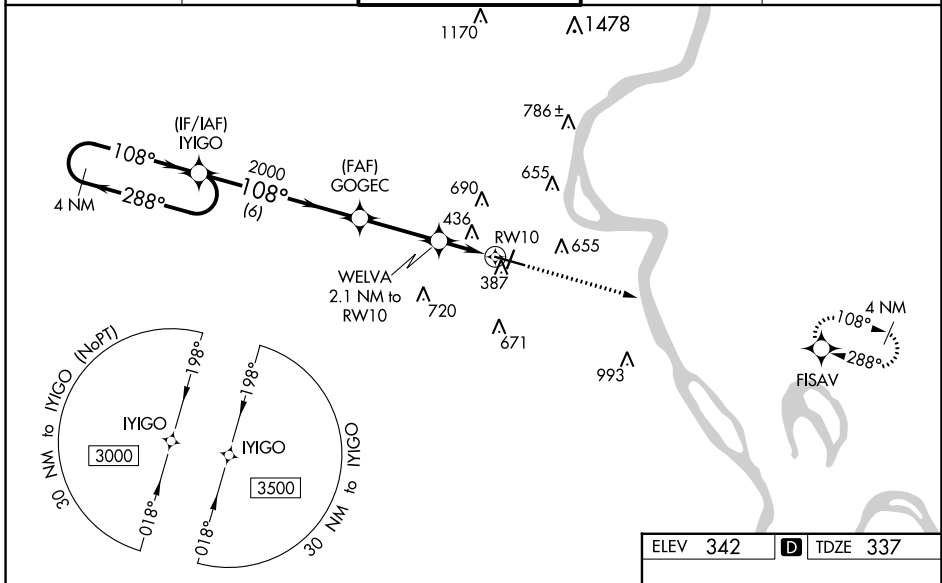 1170
1478
786±
(IF/IAF)
IYIGO
108°
288°
4 NM
2000
108°
(6)
(FAF)
GOGEC
690
655
436
RW10
655
387
WELVA
2.1 NM to
RW10
720
671
993
4 NM
108°
288°
FISAV
30 NM to IYIGO (NoPT)
198°
IYIGO
3000
018°
198°
IYIGO
3500
018°
30 NM to IYIGO
ELEV 342 D TDZE 337